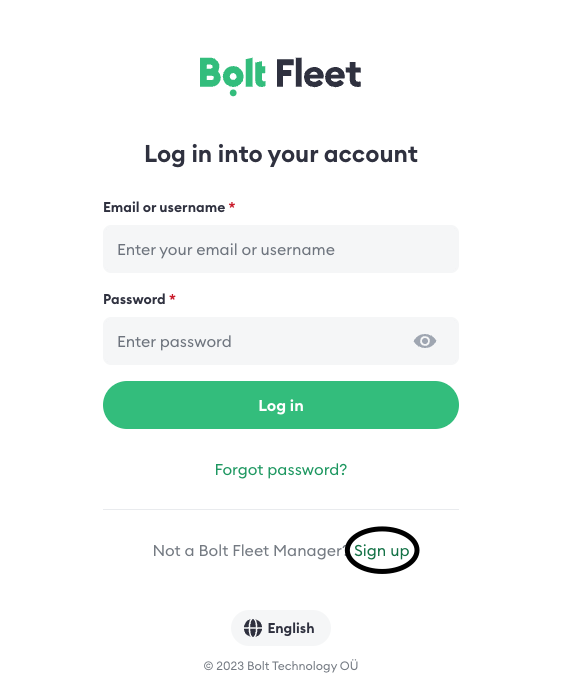 Bolt Fleet
Log in into your account
Email or username *
Enter your email or username
Password *
Enter password
Log in
Forgot password?
Not a Bolt Fleet Manager? Sign up
English
© 2023 Bolt Technology OÜ